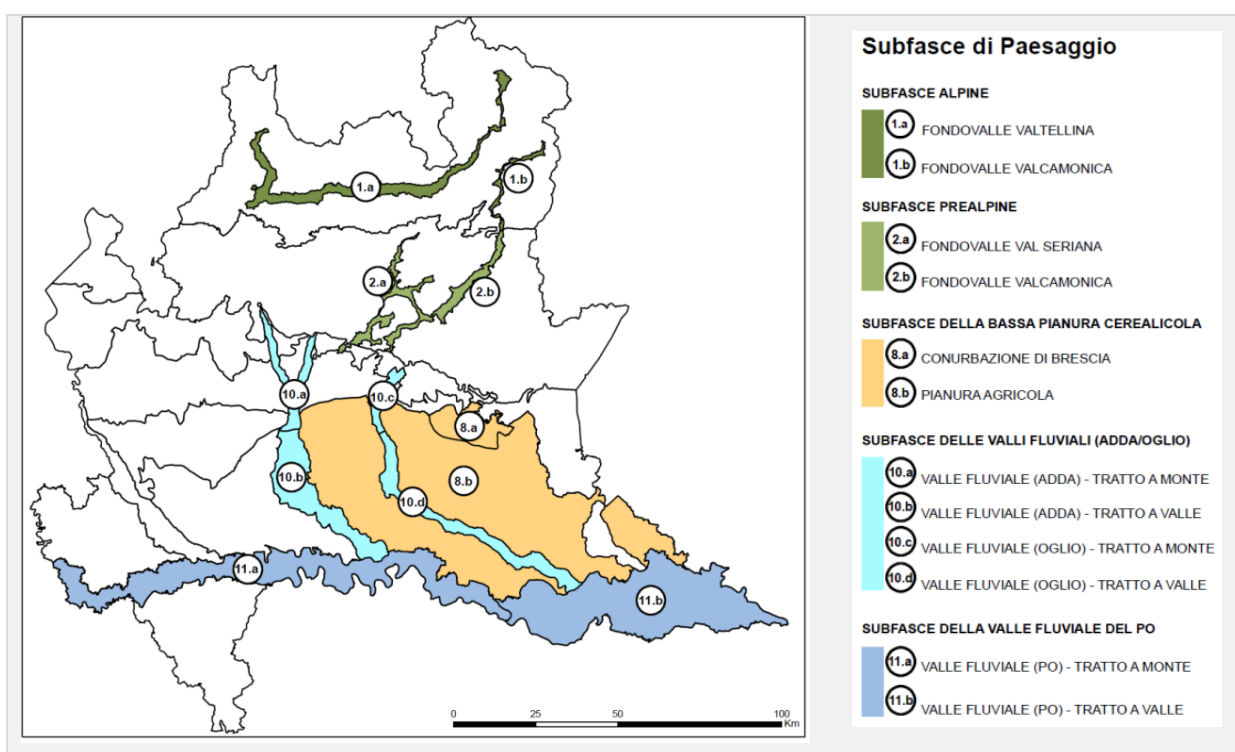 Subfasce di Paesaggio
SUBFASCE ALPINE
1.a FONDOVALLE VALTELLINA
1.b FONDOVALLE VALCAMONICA
SUBFASCE PREALPINE
2.a FONDOVALLE VAL SERIANA
2.b FONDOVALLE VALCAMONICA
SUBFASCE DELLA BASSA PIANURA CEREALICOLA
8.a CONURBAZIONE DI BRESCIA
8.b PIANURA AGRICOLA
SUBFASCE DELLE VALLI FLUVIALI (ADDA/OGLIO)
10.a VALLE FLUVIALE (ADDA) - TRATTO A MONTE
10.b VALLE FLUVIALE (ADDA) - TRATTO A VALLE
10.c VALLE FLUVIALE (OGLIO) - TRATTO A MONTE
10.d VALLE FLUVIALE (OGLIO) - TRATTO A VALLE
SUBFASCE DELLA VALLE FLUVIALE DEL PO
11.a VALLE FLUVIALE (PO) - TRATTO A MONTE
11.b VALLE FLUVIALE (PO) - TRATTO A VALLE
1.a
1.b
2.a
2.b
10.a
10.c
8.a
10.b
8.b
10.d
11.a
11.b
0 25 50 100
Km